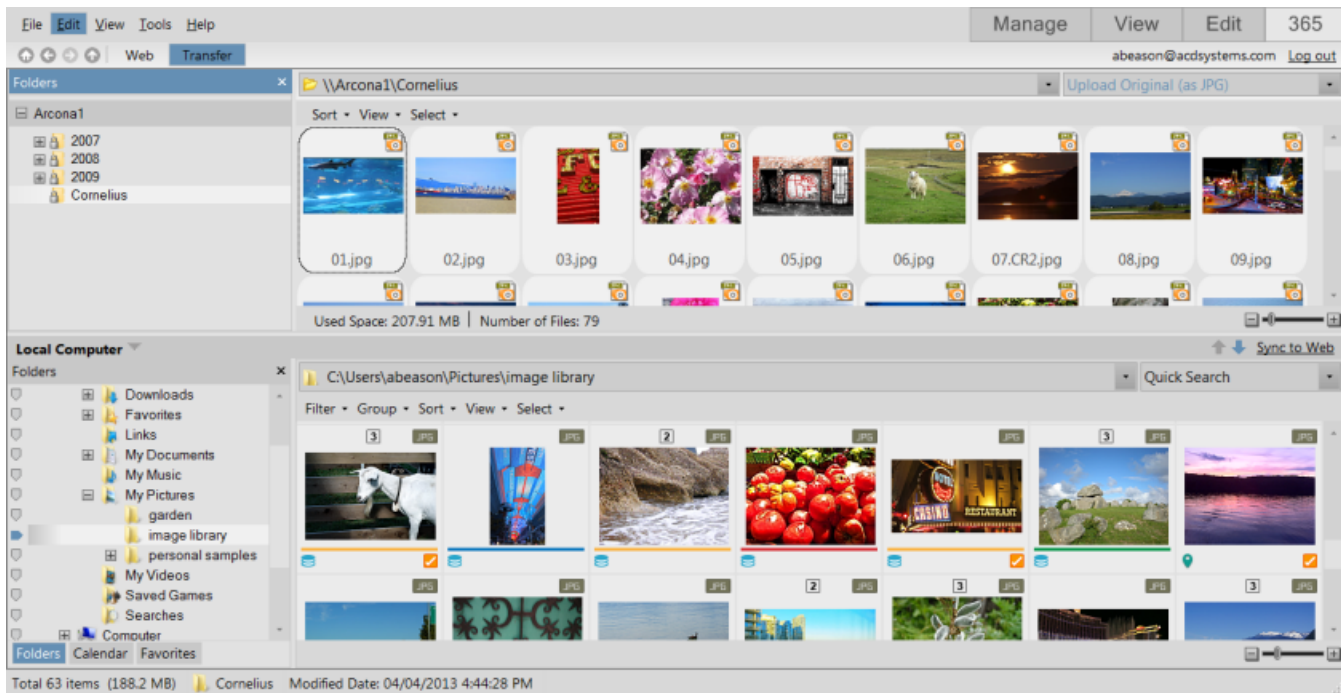 File Edit View Tools Help
Manage View Edit 365
Web Transfer
abeason@acdsystems.com Log out
Folders ×
\\Arcona1\Cornelius
Upload Original (as JPG)
Arcona1
Sort View Select
2007
2008
2009
Cornelius
01.jpg 02.jpg 03.jpg 04.jpg 05.jpg 06.jpg 07.CR2.jpg 08.jpg 09.jpg
Used Space: 207.91 MB | Number of Files: 79
Local Computer
Sync to Web
Folders ×
C:\Users\abeason\Pictures\image library
Quick Search
Filter Group Sort View Select
Downloads
Favorites
Links
My Documents
My Music
My Pictures
garden
image library
personal samples
My Videos
Saved Games
Searches
Computer
3 JPG JPG 2 JPG JPG JPG 3 JPG JPG
HOTEL
CASINO RESTAURANT
JPG JPG JPG 2 JPG 3 JPG JPG 3 JPG
Folders Calendar Favorites
Total 63 items (188.2 MB) Cornelius Modified Date: 04/04/2013 4:44:28 PM